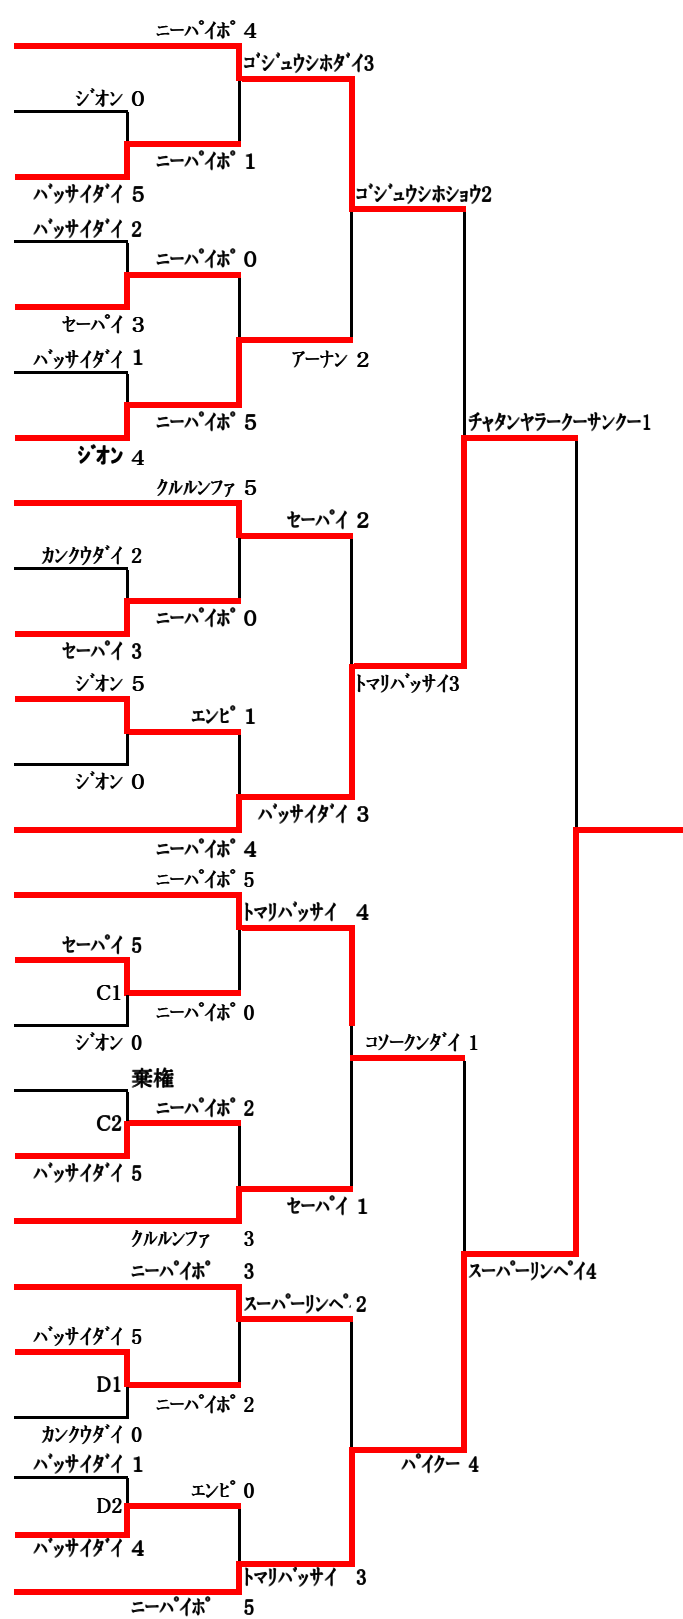 ニーパイポ 4
ゴジュウシホダイ3
ジオン 0
ニーパイポ 1
バッサイダイ 5
ゴジュウシホショウ2
バッサイダイ 2
ニーパイポ 0
セーパイ 3
バッサイダイ 1
アーナン 2
ニーパイポ 5
チャタンヤラークーサンクー1
ジオン 4
クルルンファ 5
セーパイ 2
カンクウダイ 2
ニーパイポ 0
セーパイ 3
ジオン 5
トマリバッサイ3
エンピ 1
ジオン 0
バッサイダイ 3
ニーパイポ 4
ニーパイポ 5
トマリバッサイ 4
セーパイ 5
C1
ニーパイポ 0
ジオン 0
コソークンダイ 1
棄権
ニーパイポ 2
C2
バッサイダイ 5
セーパイ 1
クルルンファ 3
ニーパイポ 3
スーパーリンペイ4
スーパーリンペ 2
バッサイダイ 5
D1
ニーパイポ 2
カンクウダイ 0
バッサイダイ 1
パイクー 4
エンピ 0
D2
バッサイダイ 4
トマリバッサイ 3
ニーパイポ 5